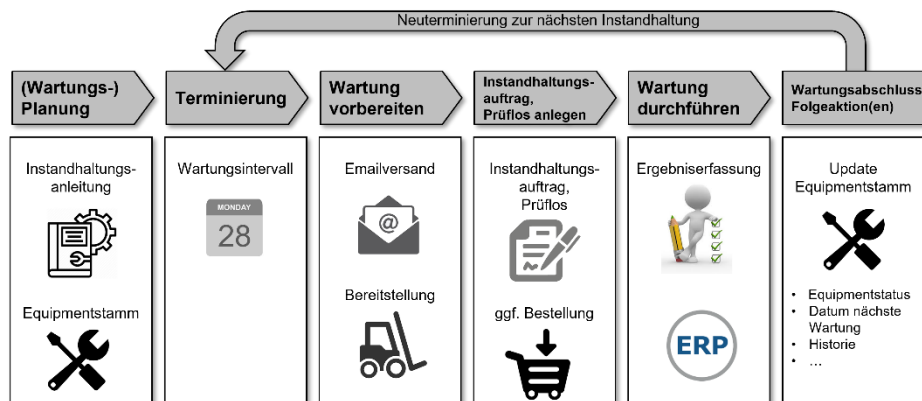 Neuterminierung zur nächsten Instandhaltung
(Wartungs-)
Planung
Terminierung
Wartung
vorbereiten
Instandhaltungs-
auftrag,
Prüflos anlegen
Wartung
durchführen
Wartungsabschluss
Folgeaktion(en)
Instandhaltungs-
anleitung
Equipmentstamm
Wartungsintervall
MONDAY
28
Emailversand
@
Bereitstellung
Instandhaltungs-
auftrag,
Prüflos
ggf. Bestellung
Ergebniserfassung
ERP
Update
Equipmentstamm
• Equipmentstatus
• Datum nächste
Wartung
• Historie
• ...